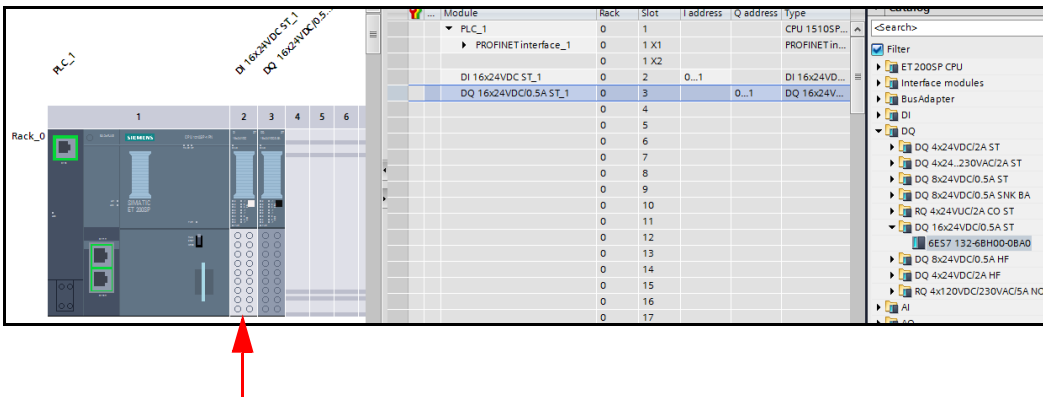 Module Rack Slot I address Q address Type
PLC_1 0 1 CPU 1510SP...
PROFINET interface_1 0 1 X1 PROFINET in...
0 1 X2
DI 16x24VDC ST_1 0 2 0...1 DI 16x24VD...
DQ 16x24VDC/0.5A ST_1 0 3 0...1 DQ 16x24V...
0 4
0 5
0 6
0 7
0 8
0 9
0 10
0 11
0 12
0 13
0 14
0 15
0 16
0 17
PLC_1
DI 16x24VDC ST_1
DQ 16x24VDC/0.5...
1 2 3 4 5 6
Rack_0
SIEMENS
SIMATIC
ET 200SP
Catalog
<Search>
Filter
ET 200SP CPU
Interface modules
BusAdapter
DI
DQ
DQ 4x24VDC/2A ST
DQ 4x24..230VAC/2A ST
DQ 8x24VDC/0.5A ST
DQ 8x24VDC/0.5A SNK BA
RQ 4x24VUC/2A CO ST
DQ 16x24VDC/0.5A ST
6ES7 132-6BH00-0BA0
DQ 8x24VDC/0.5A HF
DQ 4x24VDC/2A HF
RQ 4x120VDC/230VAC/5A NO
AI
AQ